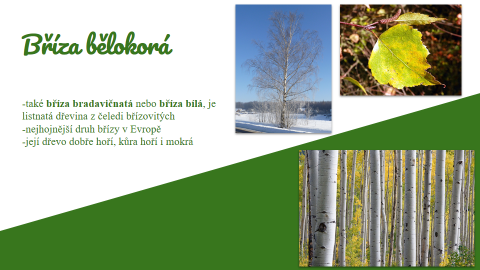 Bříza bělokorá
-také bříza bradavičnatá nebo bříza bílá, je
listnatá dřevina z čeledi břízovitých
-nejhojnější druh břízy v Evropě
-její dřevo dobře hoří, kůra hoří i mokrá